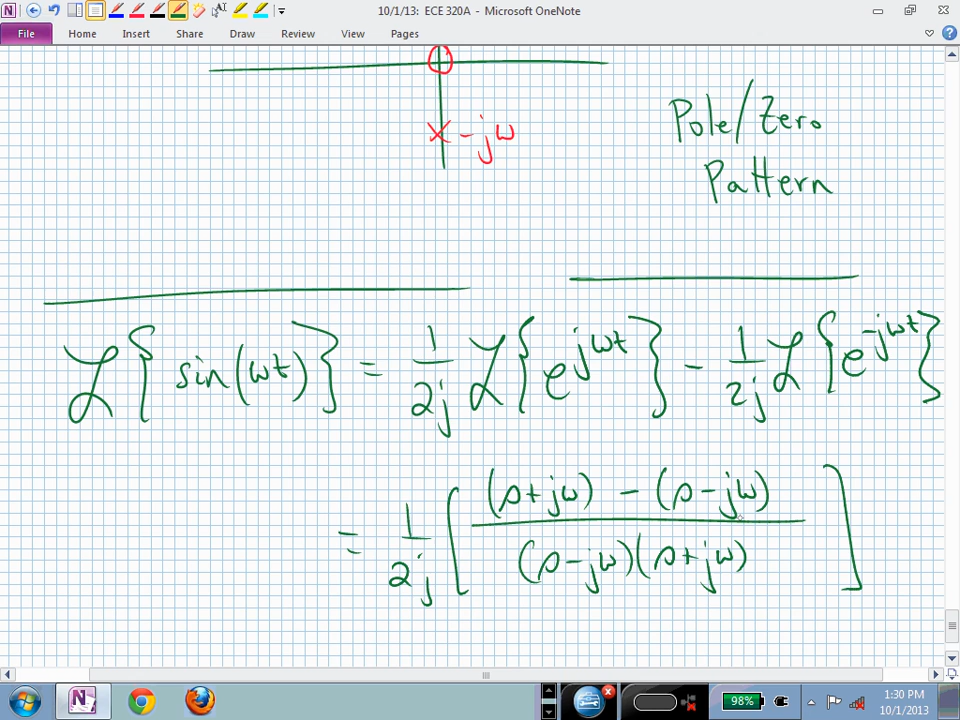 10/1/13: ECE 320A - Microsoft OneNote
File Home Insert Share Draw Review View Pages
x -jω
Pole/Zero
Pattern
ℒ{sin(ωt)} = 1/2j ℒ{e^jωt} - 1/2j ℒ{e^-jωt}
= 1/2j [ (s+jω) - (s-jω) / (s-jω)(s+jω) ]
98%
1:30 PM
10/1/2013